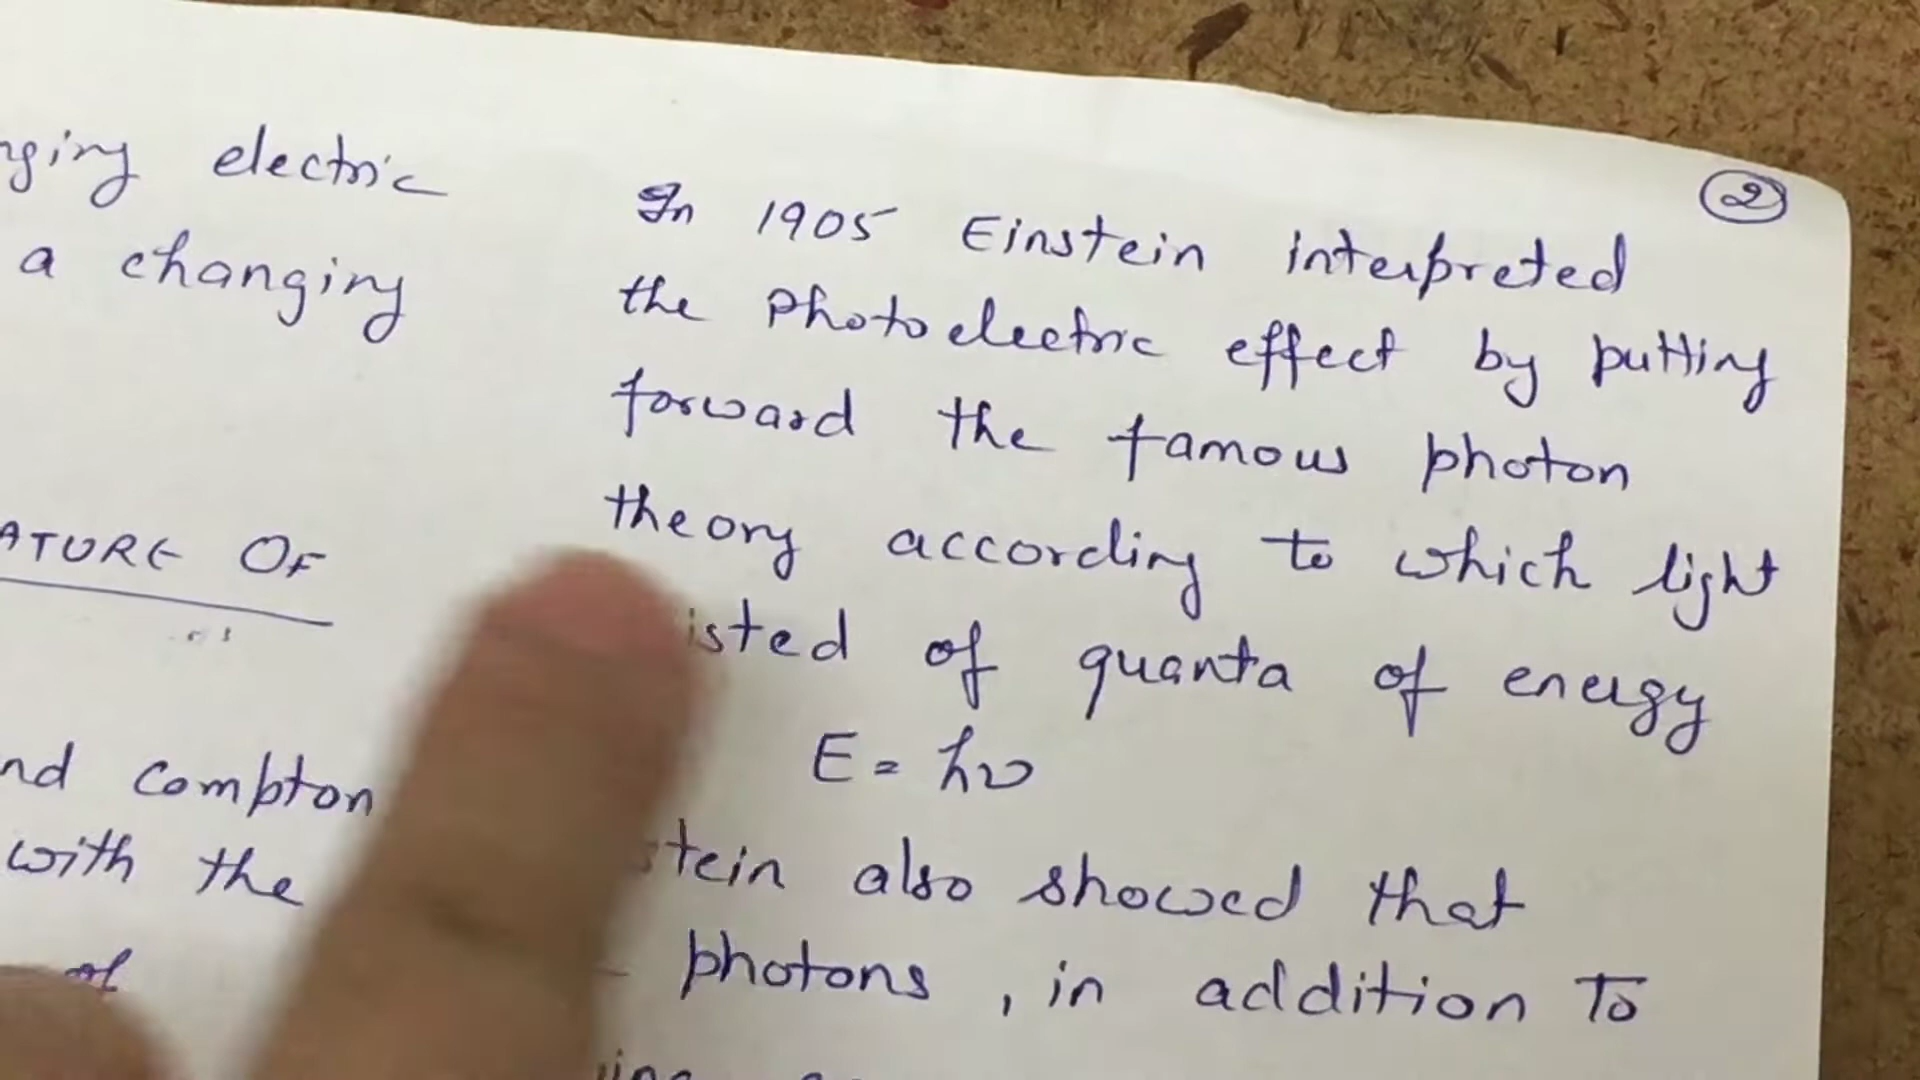 electric
a changing
ATURE OF
compton
with the
of
2
In 1905 Einstein interpreted
the Photoelectric effect by putting
forward the famous photon
theory according to which light
isted of quanta of energy
E = hν
stein also showed that
photons, in addition to